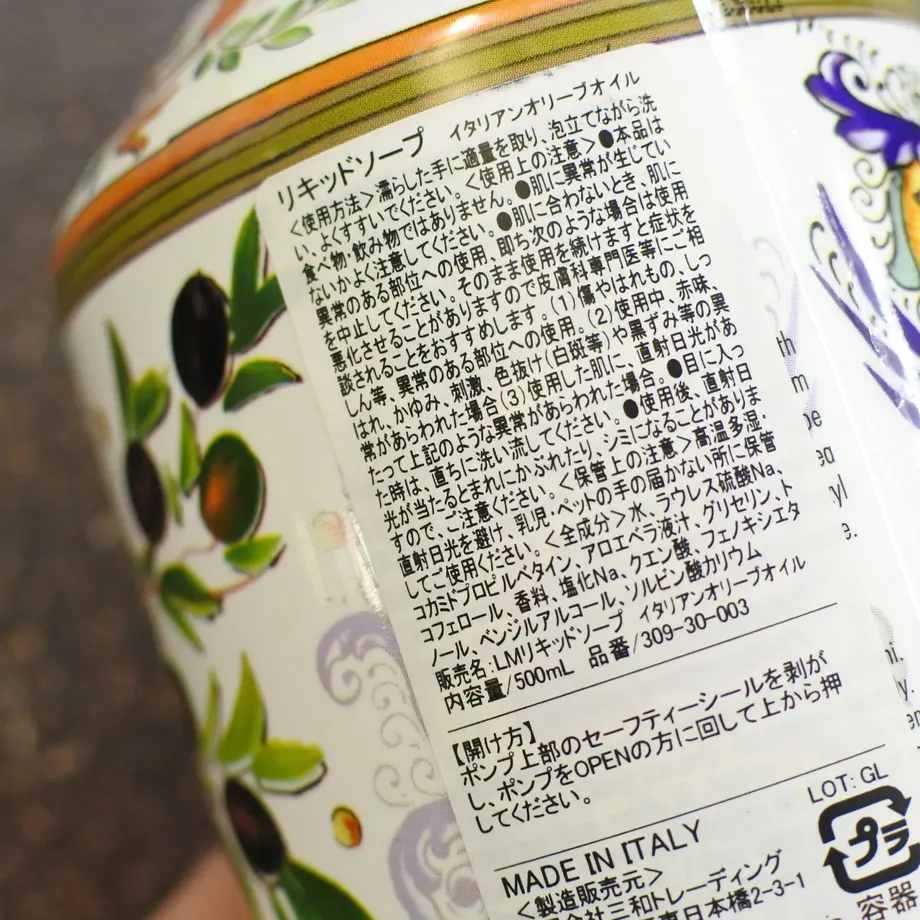 リキッドソープ イタリアンオリーブオイル
＜使用方法＞濡らした手に適量を取り、泡立てながら洗
い、よくすすいでください。＜使用上の注意＞●本品は
食べ物・飲み物ではありません。●肌に異常が生じてい
ないかよく注意してください。●肌に合わないとき、肌に
異常のある部位への使用、即ち次のような場合は使用
を中止してください。そのまま使用を続けますと症状を
悪化させることがありますので皮膚科専門医等にご相
談されることをおすすめします。(1)傷やはれもの、しっ
しん等、異常のある部位への使用。(2)使用中、赤味、
はれ、かゆみ、刺激、色抜け(白斑等)や黒ずみ等の異
常があらわれた場合(3)使用した肌に、直射日光があ
たって上記のような異常があらわれた場合。●目に入っ
た時は、直ちに洗い流してください。●使用後、直射日
光が当たるとまれにかぶれたり、シミになることがありま
すので、ご注意ください。＜保管上の注意＞高温多湿・
直射日光を避け、乳児、ペットの手の届かない所に保管
してご使用ください。＜全成分＞水、ラウレス硫酸Na、
コカミドプロピルベタイン、アロエベラ液汁、グリセリン、ト
コフェロール、香料、塩化Na、クエン酸、フェノキシエタ
ノール、ベンジルアルコール、ソルビン酸カリウム
販売名:LMリキッドソープ イタリアンオリーブオイル
内容量/500mL 品番/309-30-003
【開け方】
ポンプ上部のセーフティーシールを剥が
し、ポンプをOPENの方に回して上から押
してください。
LOT: GL
MADE IN ITALY
プラ
容器
＜製造販売元＞
会社三和トレーディング
日本橋2-3-1